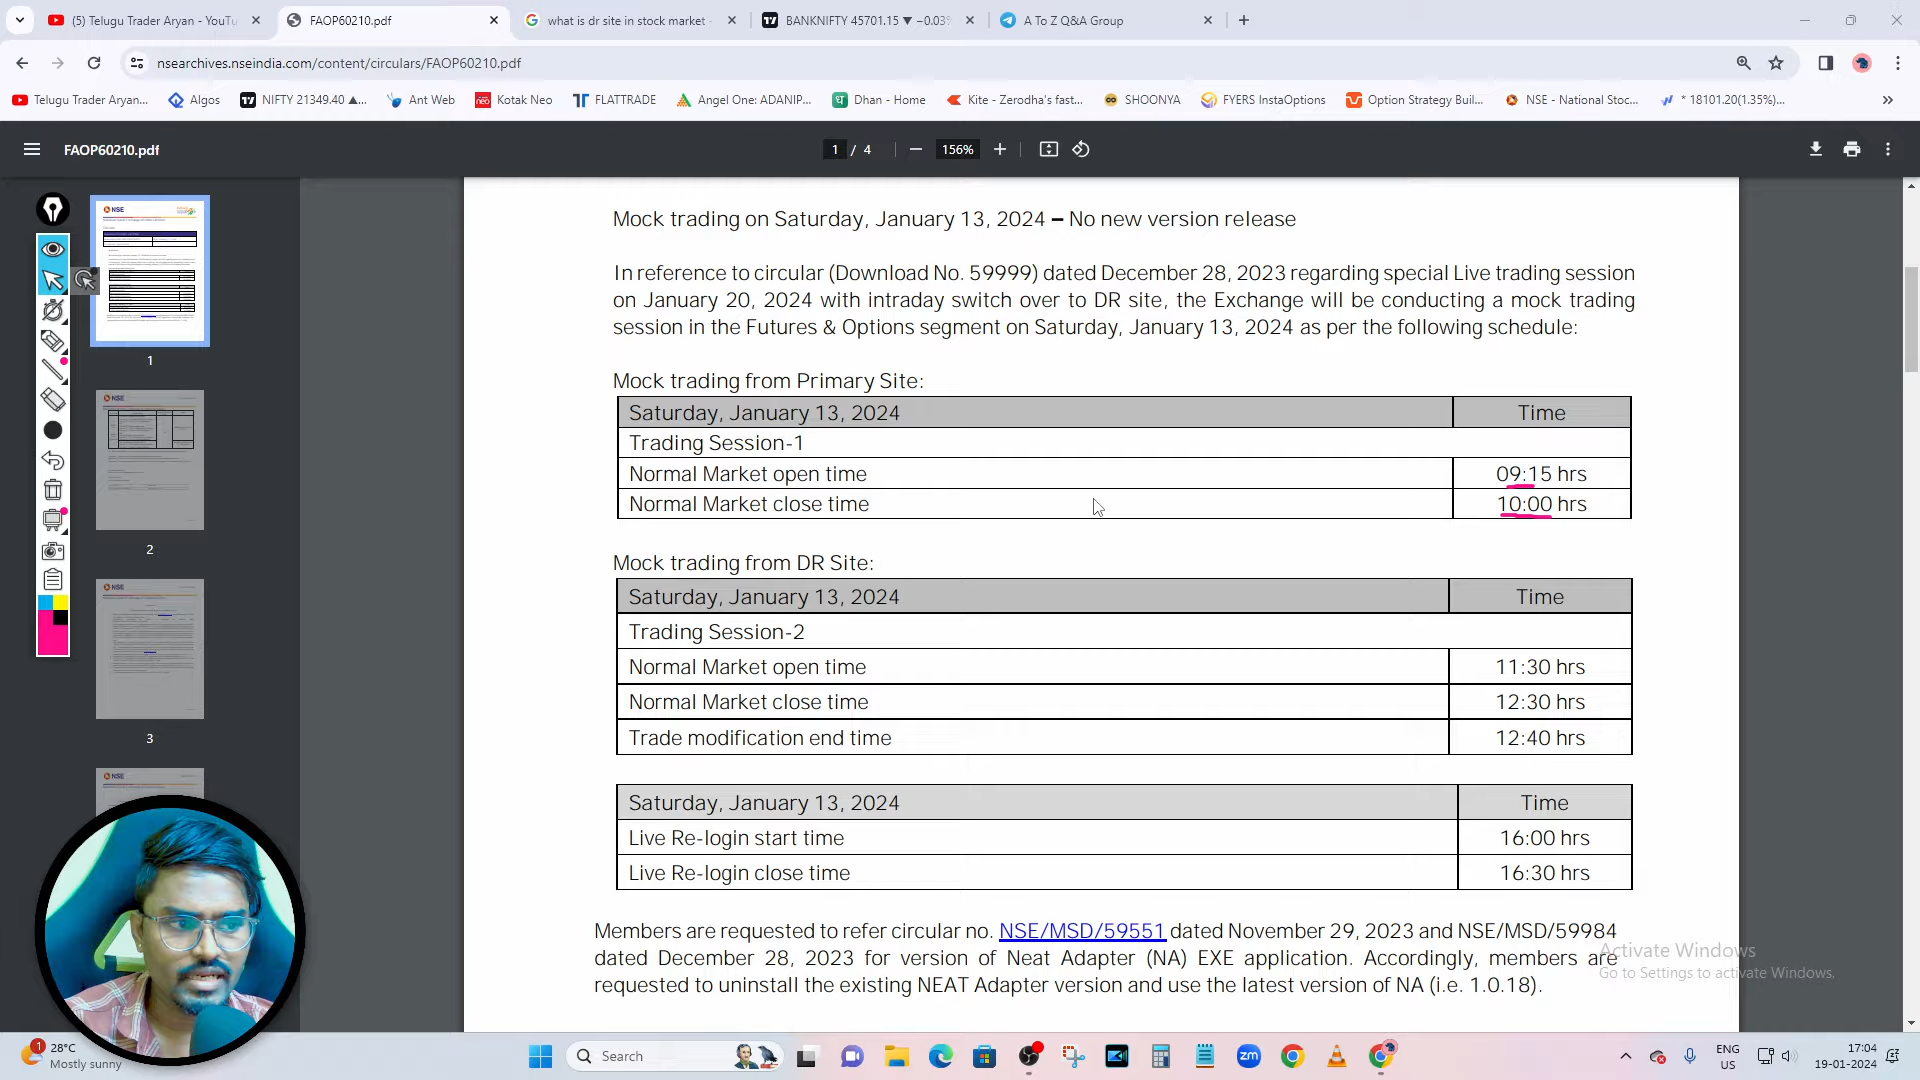 (5) Telugu Trader Aryan - YouTu
FAOP60210.pdf
what is dr site in stock market -
BANKNIFTY 45701.15 ▼ −0.03%
A To Z Q&A Group
nsearchives.nseindia.com/content/circulars/FAOP60210.pdf
Telugu Trader Aryan...
Algos
NIFTY 21349.40 ▲...
Ant Web
Kotak Neo
FLATTRADE
Angel One: ADANIP...
Dhan - Home
Kite - Zerodha's fast...
SHOONYA
FYERS InstaOptions
Option Strategy Buil...
NSE - National Stoc...
* 18101.20(1.35%)...
FAOP60210.pdf
1 / 4
156%
Mock trading on Saturday, January 13, 2024 – No new version release
In reference to circular (Download No. 59999) dated December 28, 2023 regarding special Live trading session
on January 20, 2024 with intraday switch over to DR site, the Exchange will be conducting a mock trading
session in the Futures & Options segment on Saturday, January 13, 2024 as per the following schedule:
Mock trading from Primary Site:
Saturday, January 13, 2024 Time
Trading Session-1
Normal Market open time 09:15 hrs
Normal Market close time 10:00 hrs
Mock trading from DR Site:
Saturday, January 13, 2024 Time
Trading Session-2
Normal Market open time 11:30 hrs
Normal Market close time 12:30 hrs
Trade modification end time 12:40 hrs
Saturday, January 13, 2024 Time
Live Re-login start time 16:00 hrs
Live Re-login close time 16:30 hrs
Members are requested to refer circular no. NSE/MSD/59551 dated November 29, 2023 and NSE/MSD/59984
dated December 28, 2023 for version of Neat Adapter (NA) EXE application. Accordingly, members are
requested to uninstall the existing NEAT Adapter version and use the latest version of NA (i.e. 1.0.18).
Activate Windows
Go to Settings to activate Windows.
NSE
1
NSE
2
NSE
3
NSE
1
28°C
Mostly sunny
Search
zm
ENG
US
17:04
19-01-2024